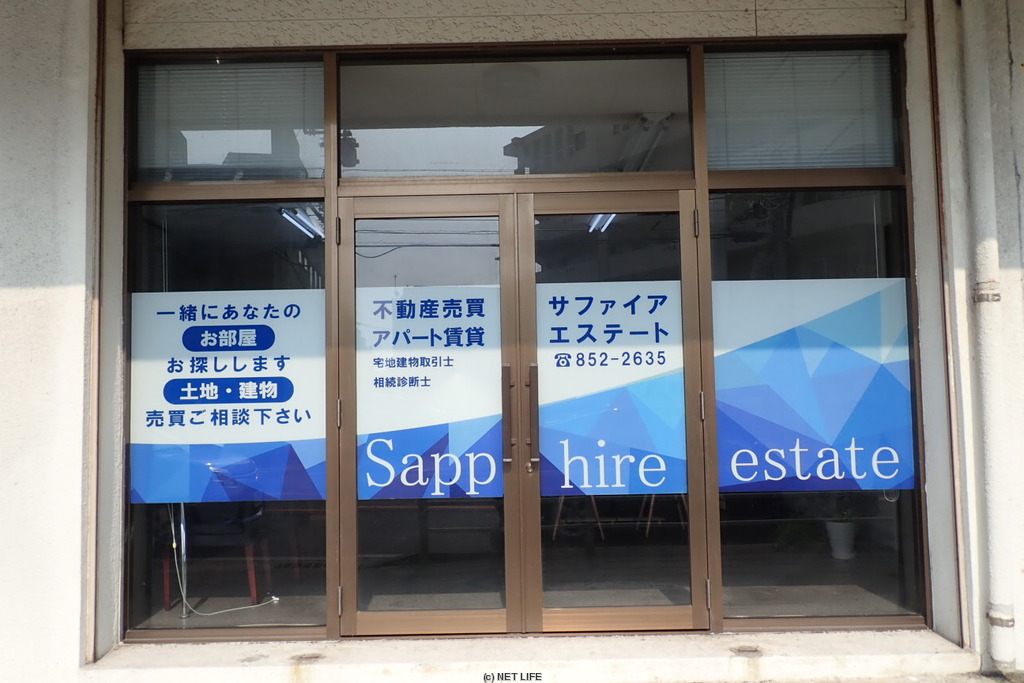 一緒にあなたの
お部屋
お探しします
土地・建物
売買ご相談下さい
不動産売買
アパート賃貸
宅地建物取引士
相続診断士
サファイア
エステート
☎852-2635
Sapphire estate
(c) NET LIFE